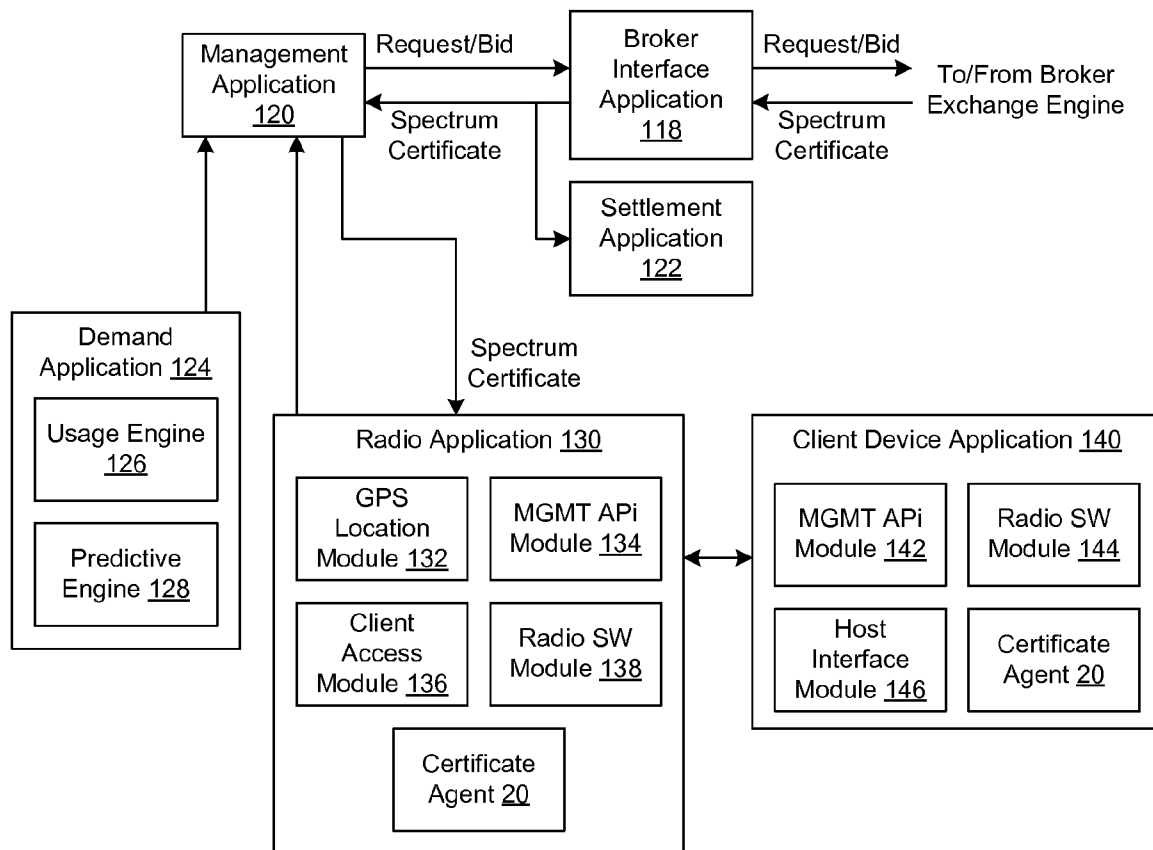 Management
Application
120
Request/Bid
Broker
Interface
Application
118
Request/Bid
To/From Broker
Exchange Engine
Spectrum
Certificate
Spectrum
Certificate
Settlement
Application
122
Demand
Application 124
Usage Engine
126
Predictive
Engine 128
Spectrum
Certificate
Radio Application 130
GPS
Location
Module 132
MGMT APi
Module 134
Client
Access
Module 136
Radio SW
Module 138
Certificate
Agent 20
Client Device Application 140
MGMT APi
Module 142
Radio SW
Module 144
Host
Interface
Module 146
Certificate
Agent 20